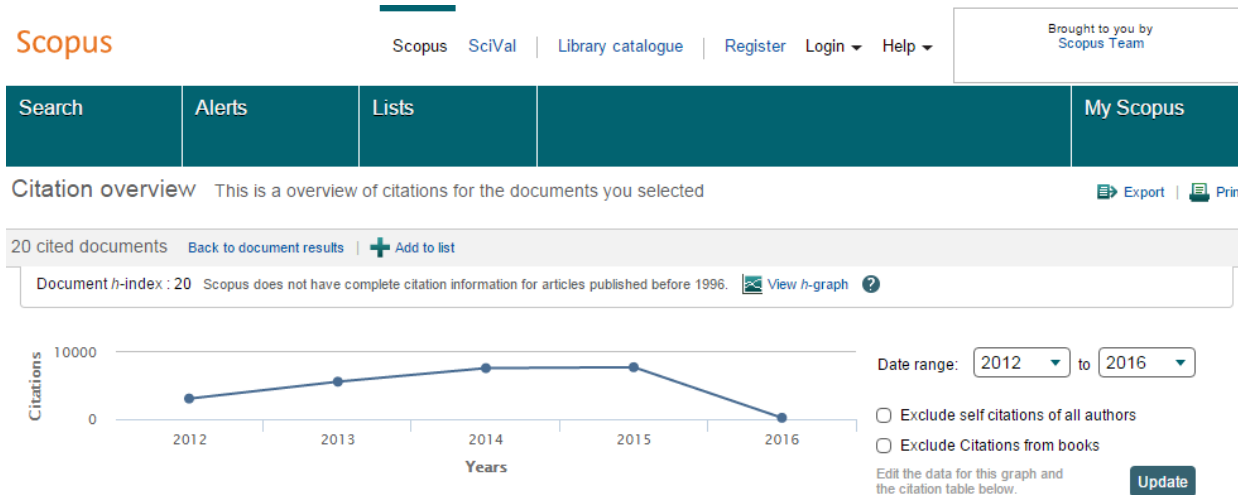 Scopus
Scopus SciVal | Library catalogue | Register Login Help
Brought to you by
Scopus Team
Search Alerts Lists My Scopus
Citation overview This is a overview of citations for the documents you selected
Export | Prin
20 cited documents Back to document results | Add to list
Document h-index : 20 Scopus does not have complete citation information for articles published before 1996. View h-graph ?
Citations
10000
0
2012 2013 2014 2015 2016
Years
Date range: 2012 to 2016
Exclude self citations of all authors
Exclude Citations from books
Edit the data for this graph and
the citation table below.
Update